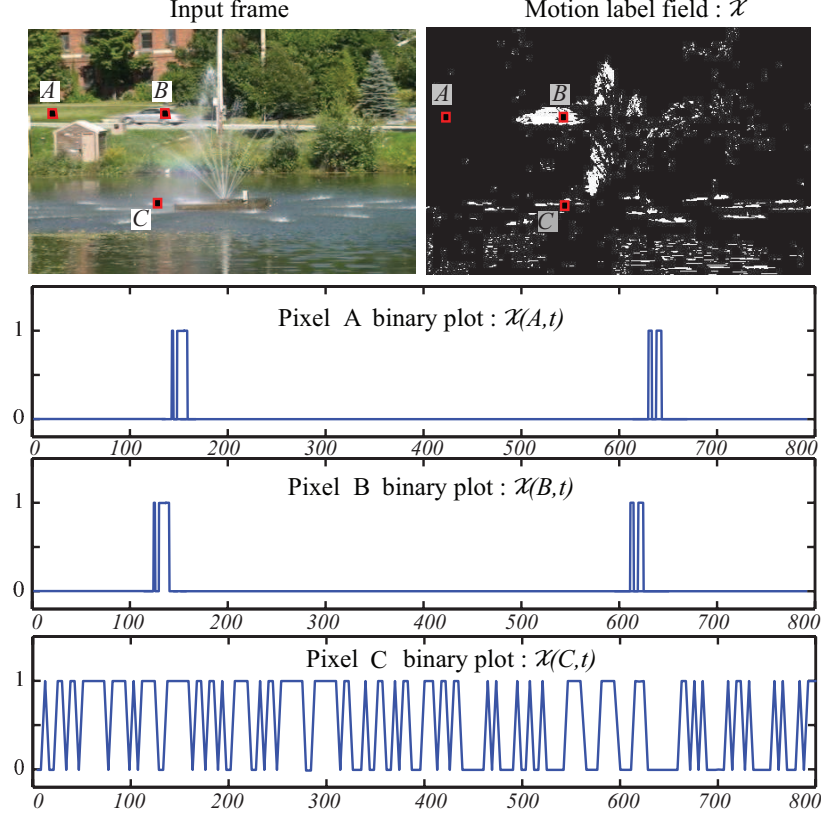 Input frame
Motion label field : 𝒳
A
B
C
A
B
C
Pixel A binary plot : 𝒳(A,t)
1
0
100 200 300 400 500 600 700 800
Pixel B binary plot : 𝒳(B,t)
1
0
0 100 200 300 400 500 600 700 800
Pixel C binary plot : 𝒳(C,t)
1
0
0 100 200 300 400 500 600 700 800